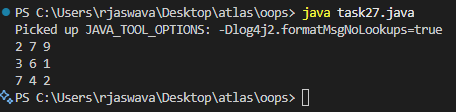 PS C:\Users\rjaswava\Desktop\atlas\oops> java task27.java
Picked up JAVA_TOOL_OPTIONS: -Dlog4j2.formatMsgNoLookups=true
2 7 9
3 6 1
7 4 2
PS C:\Users\rjaswava\Desktop\atlas\oops>